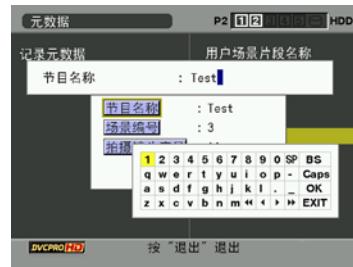 元数据 P2 1 2 3 4 5 HDD
记录元数据 用户场景片段名称
节目名称 : Test
节目名称 : Test
场景编号 : 3
拍摄
1 2 3 4 5 6 7 8 9 0 SP BS
q w e r t y u i o p - Caps
a s d f g h j k l . _ OK
z x c v b n m EXIT
DVCPRO HD 按 "退出" 退出